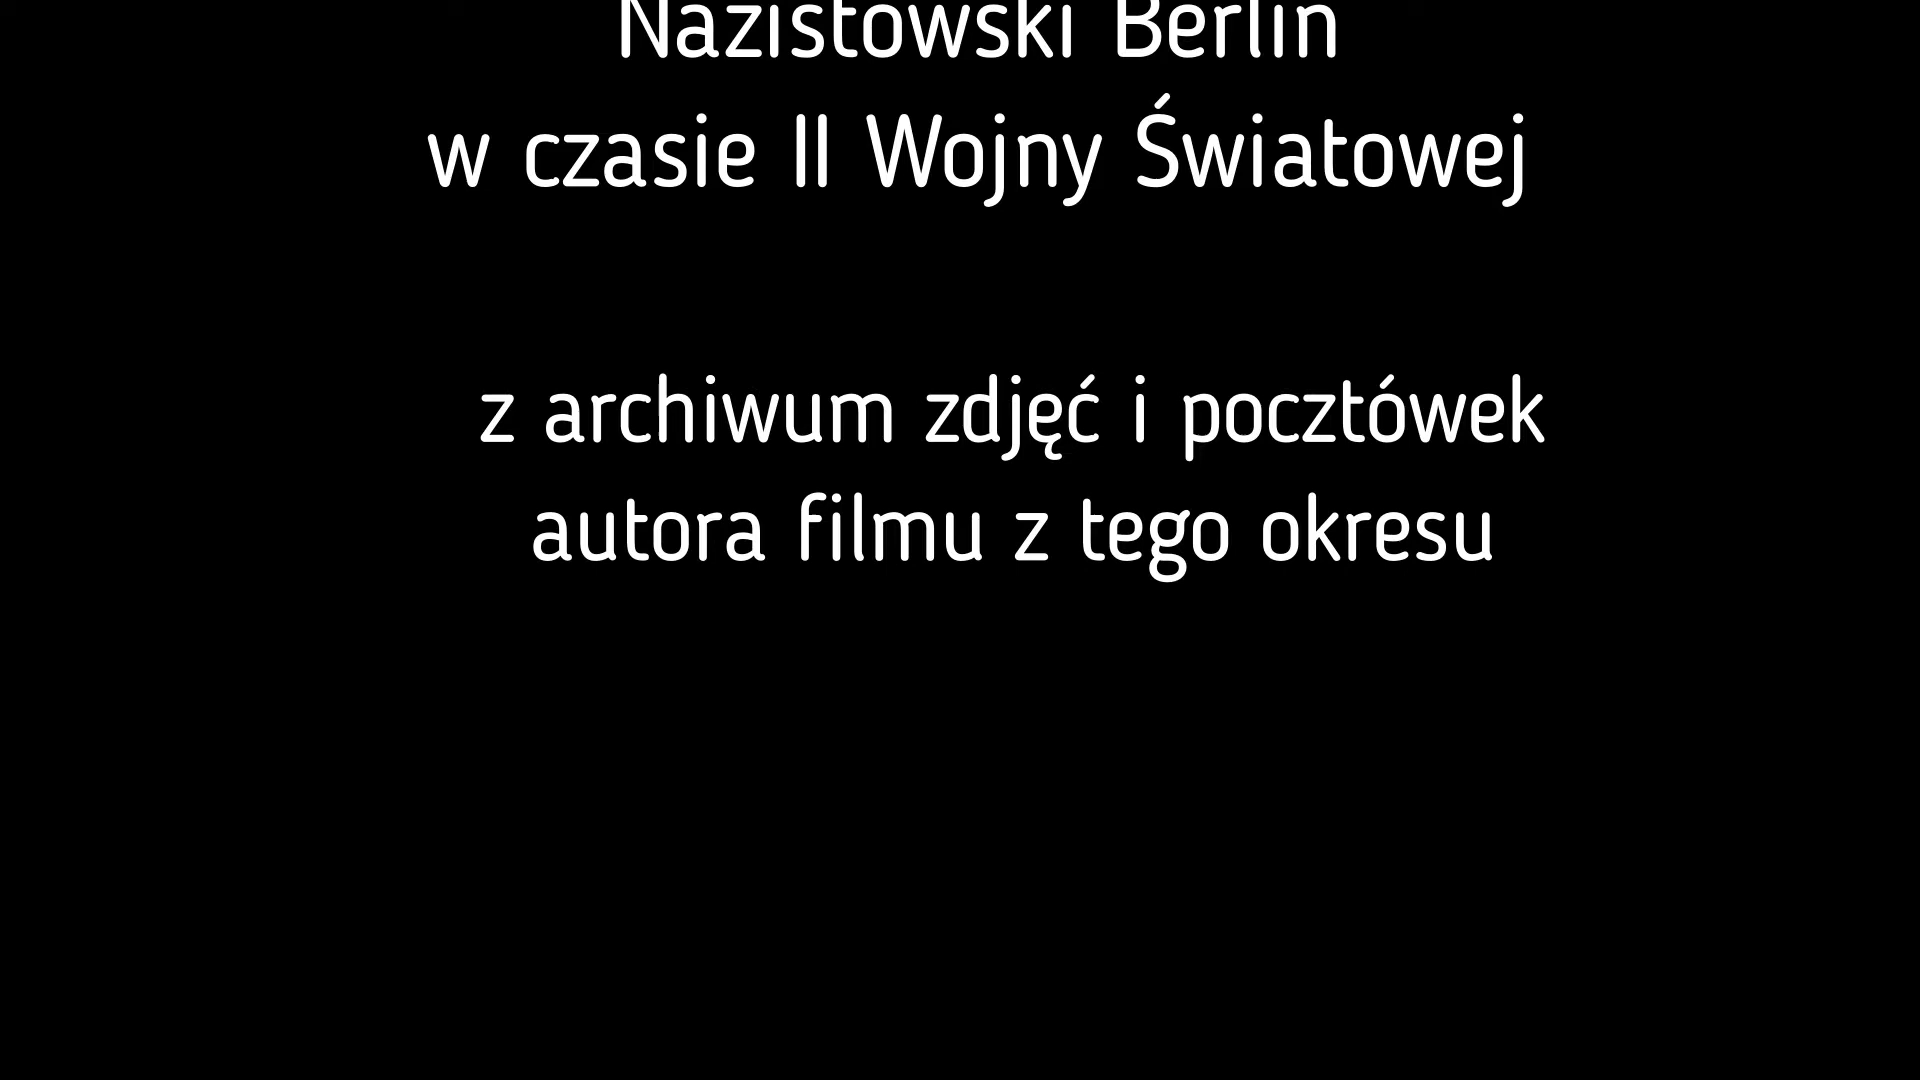 Nazistowski Berlin
w czasie II Wojny Światowej
z archiwum zdjęć i pocztówek
autora filmu z tego okresu